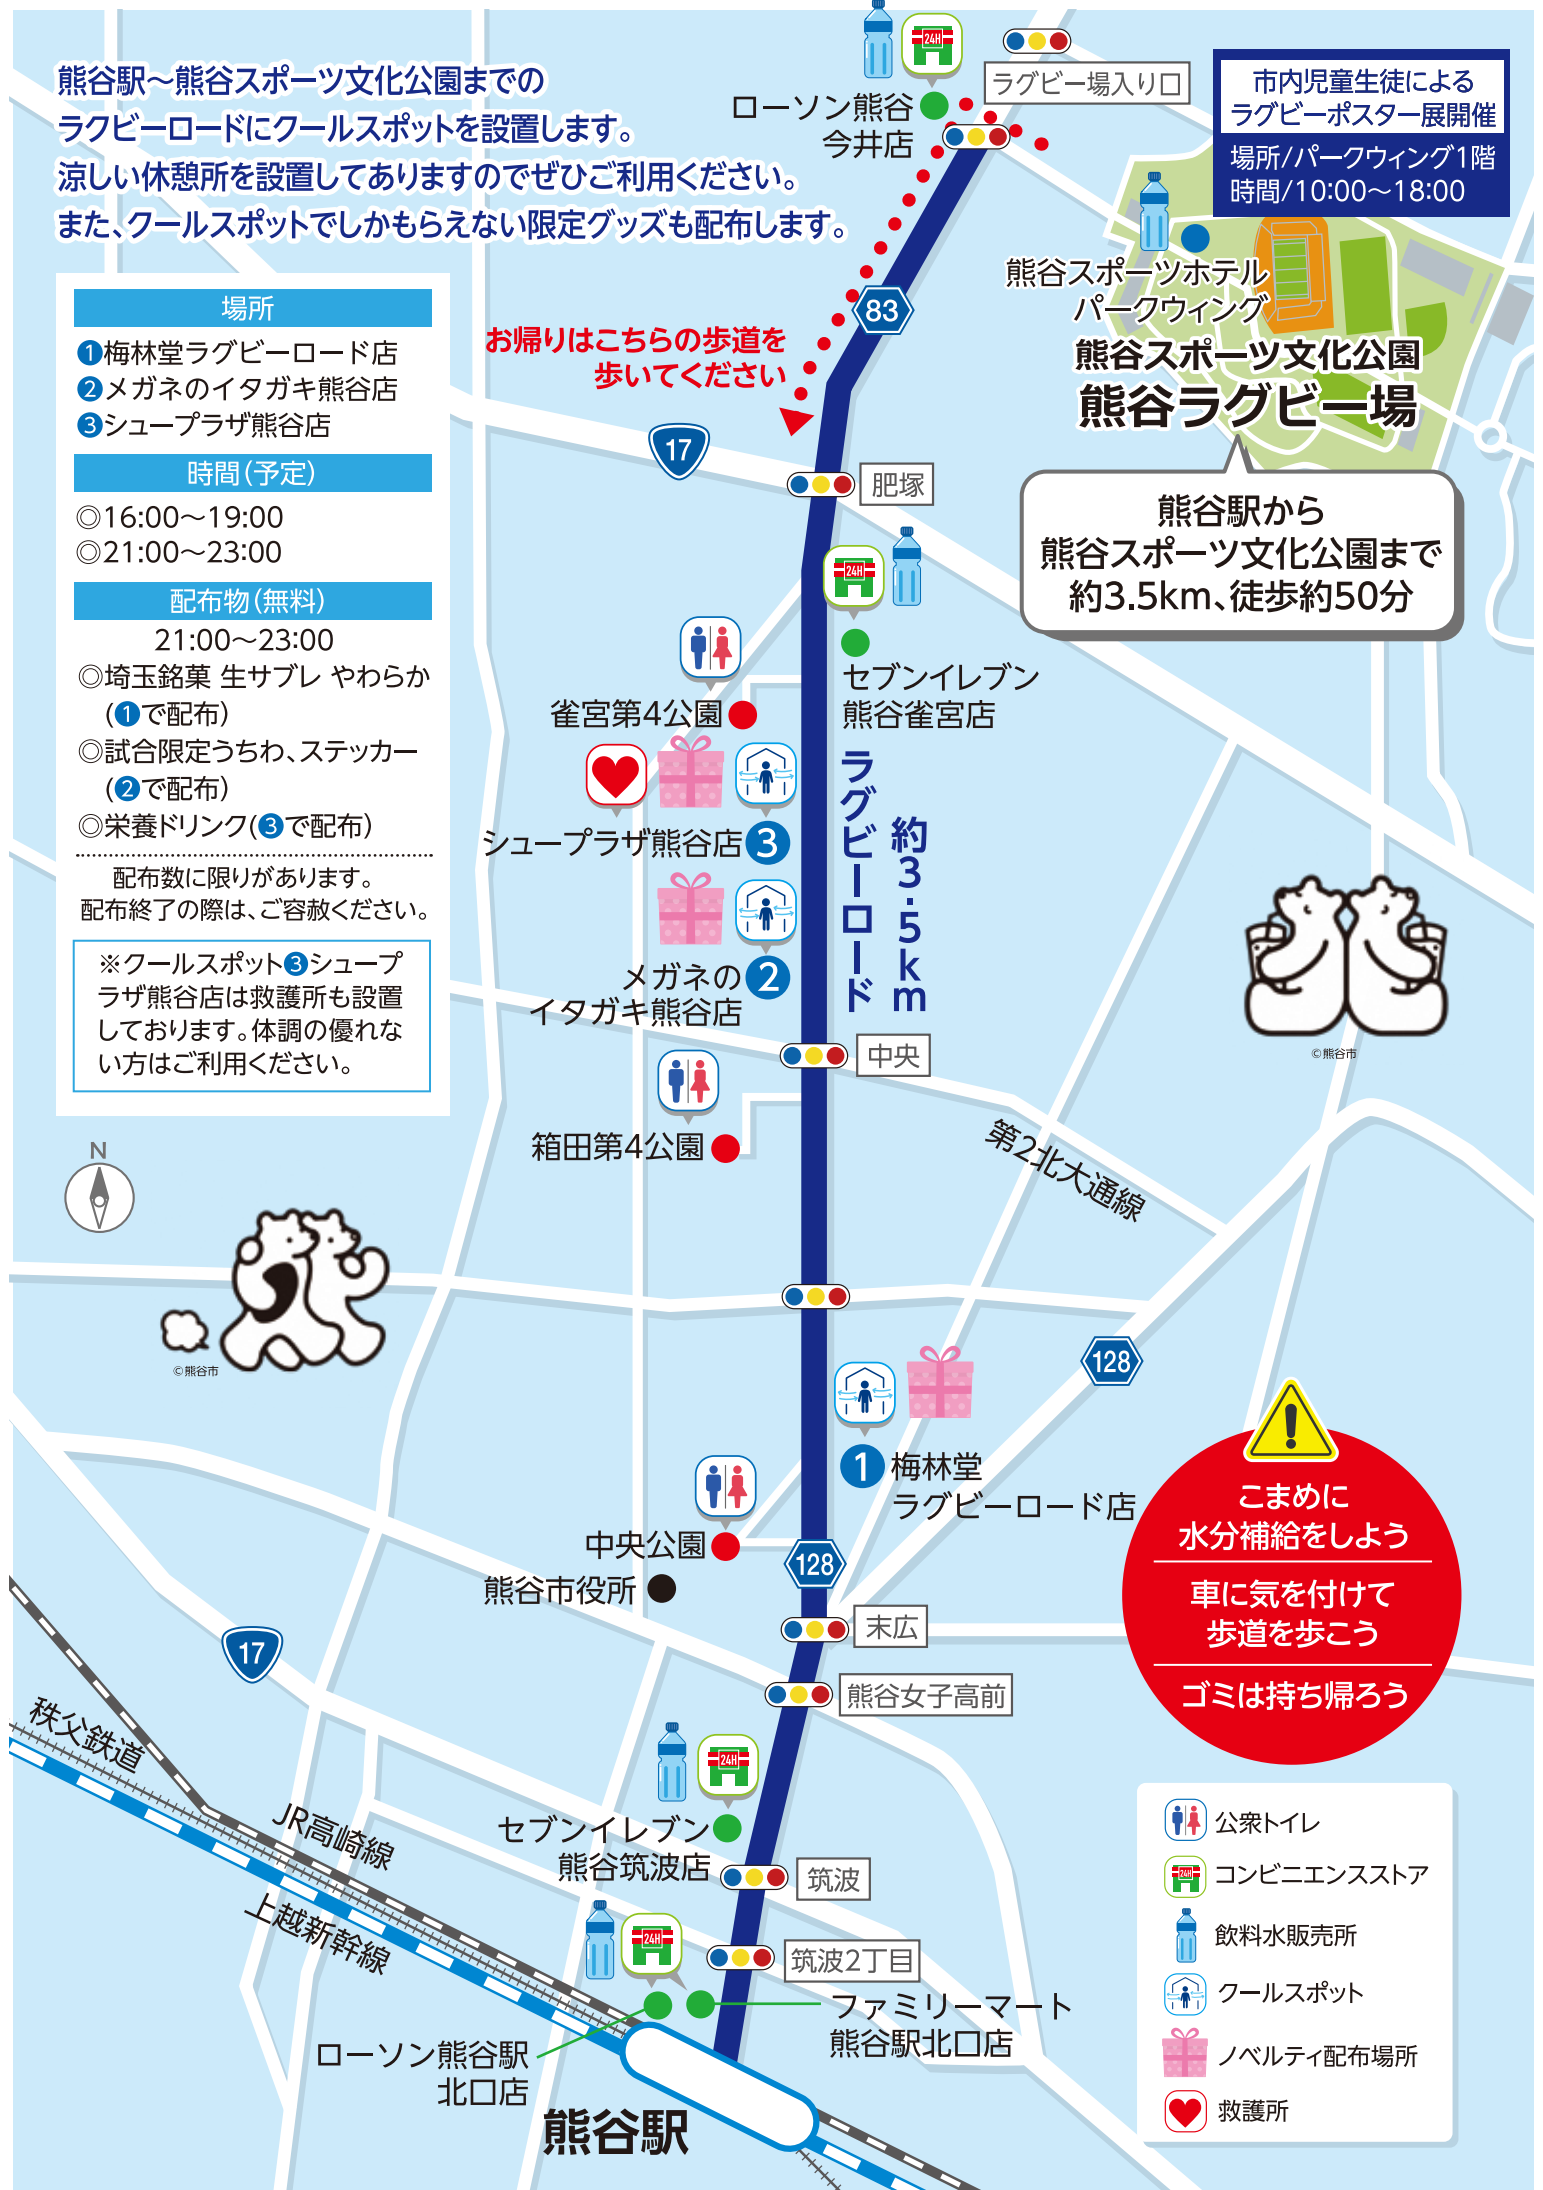 熊谷駅～熊谷スポーツ文化公園までの
ラクビーロードにクールスポットを設置します。
涼しい休憩所を設置してありますのでぜひご利用ください。
また、クールスポットでしかもらえない限定グッズも配布します。
場所
1梅林堂ラグビーロード店
2メガネのイタガキ熊谷店
3シュープラザ熊谷店
時間(予定)
◎16:00～19:00
◎21:00～23:00
配布物(無料)
21:00～23:00
◎埼玉銘菓 生サブレ やわらか
(1で配布)
◎試合限定うちわ、ステッカー
(2で配布)
◎栄養ドリンク(3で配布)
配布数に限りがあります。
配布終了の際は、ご容赦ください。
※クールスポット3シュープ
ラザ熊谷店は救護所も設置
しております。体調の優れな
い方はご利用ください。
N
©熊谷市
24H
ローソン熊谷
今井店
ラグビー場入り口
市内児童生徒による
ラグビーポスター展開催
場所/パークウィング1階
時間/10:00～18:00
熊谷スポーツホテル
パークウィング
熊谷スポーツ文化公園
熊谷ラグビー場
熊谷駅から
熊谷スポーツ文化公園まで
約3.5km、徒歩約50分
83
お帰りはこちらの歩道を
歩いてください
17
肥塚
24H
セブンイレブン
熊谷雀宮店
雀宮第4公園
シュープラザ熊谷店
3
メガネの
イタガキ熊谷店
2
ラグビーロード
約3.5km
中央
箱田第4公園
第2北大通線
©熊谷市
128
1
梅林堂
ラグビーロード店
中央公園
熊谷市役所
128
末広
熊谷女子高前
17
秩父鉄道
JR高崎線
上越新幹線
24H
セブンイレブン
熊谷筑波店
筑波
24H
筑波2丁目
ファミリーマート
熊谷駅北口店
ローソン熊谷駅
北口店
熊谷駅
こまめに
水分補給をしよう
車に気を付けて
歩道を歩こう
ゴミは持ち帰ろう
公衆トイレ
24H
コンビニエンスストア
飲料水販売所
クールスポット
ノベルティ配布場所
救護所